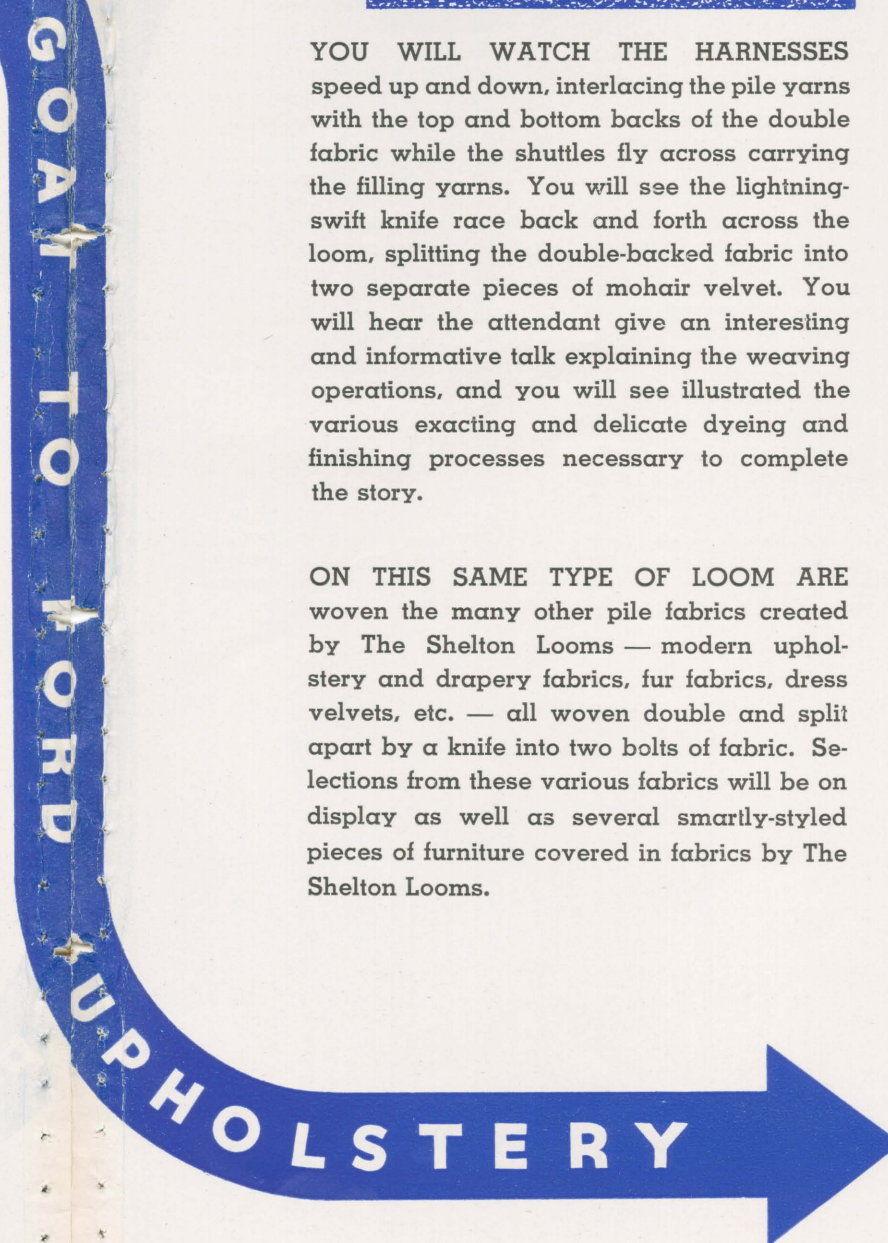 GOAT TO FORD UPHOLSTERY
YOU WILL WATCH THE HARNESSES
speed up and down, interlacing the pile yarns
with the top and bottom backs of the double
fabric while the shuttles fly across carrying
the filling yarns. You will see the lightning-
swift knife race back and forth across the
loom, splitting the double-backed fabric into
two separate pieces of mohair velvet. You
will hear the attendant give an interesting
and informative talk explaining the weaving
operations, and you will see illustrated the
various exacting and delicate dyeing and
finishing processes necessary to complete
the story.
ON THIS SAME TYPE OF LOOM ARE
woven the many other pile fabrics created
by The Shelton Looms — modern uphol-
stery and drapery fabrics, fur fabrics, dress
velvets, etc. — all woven double and split
apart by a knife into two bolts of fabric. Se-
lections from these various fabrics will be on
display as well as several smartly-styled
pieces of furniture covered in fabrics by The
Shelton Looms.